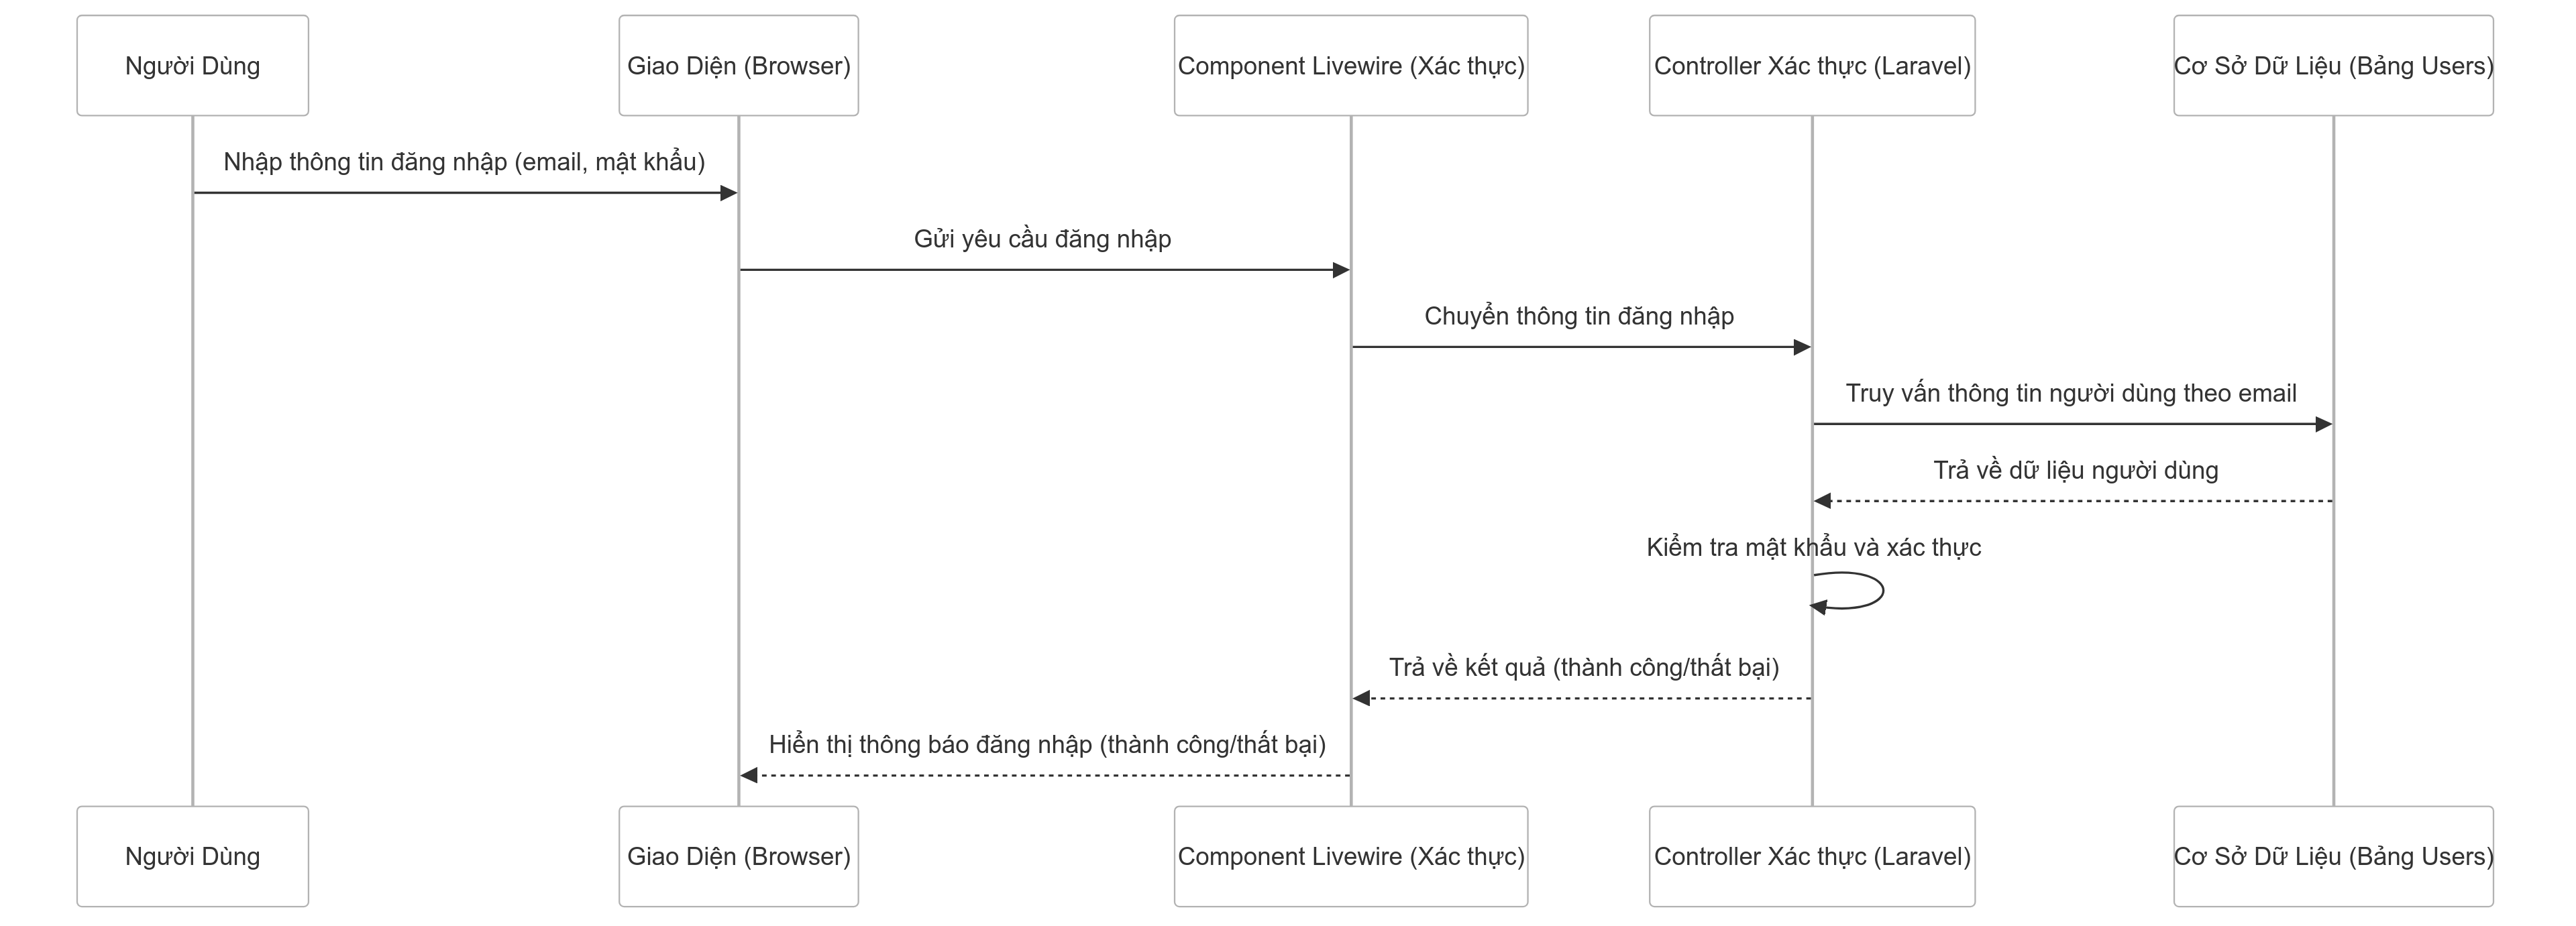 Người Dùng
Giao Diện (Browser)
Component Livewire (Xác thực)
Controller Xác thực (Laravel)
Cơ Sở Dữ Liệu (Bảng Users)
Nhập thông tin đăng nhập (email, mật khẩu)
Gửi yêu cầu đăng nhập
Chuyển thông tin đăng nhập
Truy vấn thông tin người dùng theo email
Trả về dữ liệu người dùng
Kiểm tra mật khẩu và xác thực
Trả về kết quả (thành công/thất bại)
Hiển thị thông báo đăng nhập (thành công/thất bại)
Người Dùng
Giao Diện (Browser)
Component Livewire (Xác thực)
Controller Xác thực (Laravel)
Cơ Sở Dữ Liệu (Bảng Users)